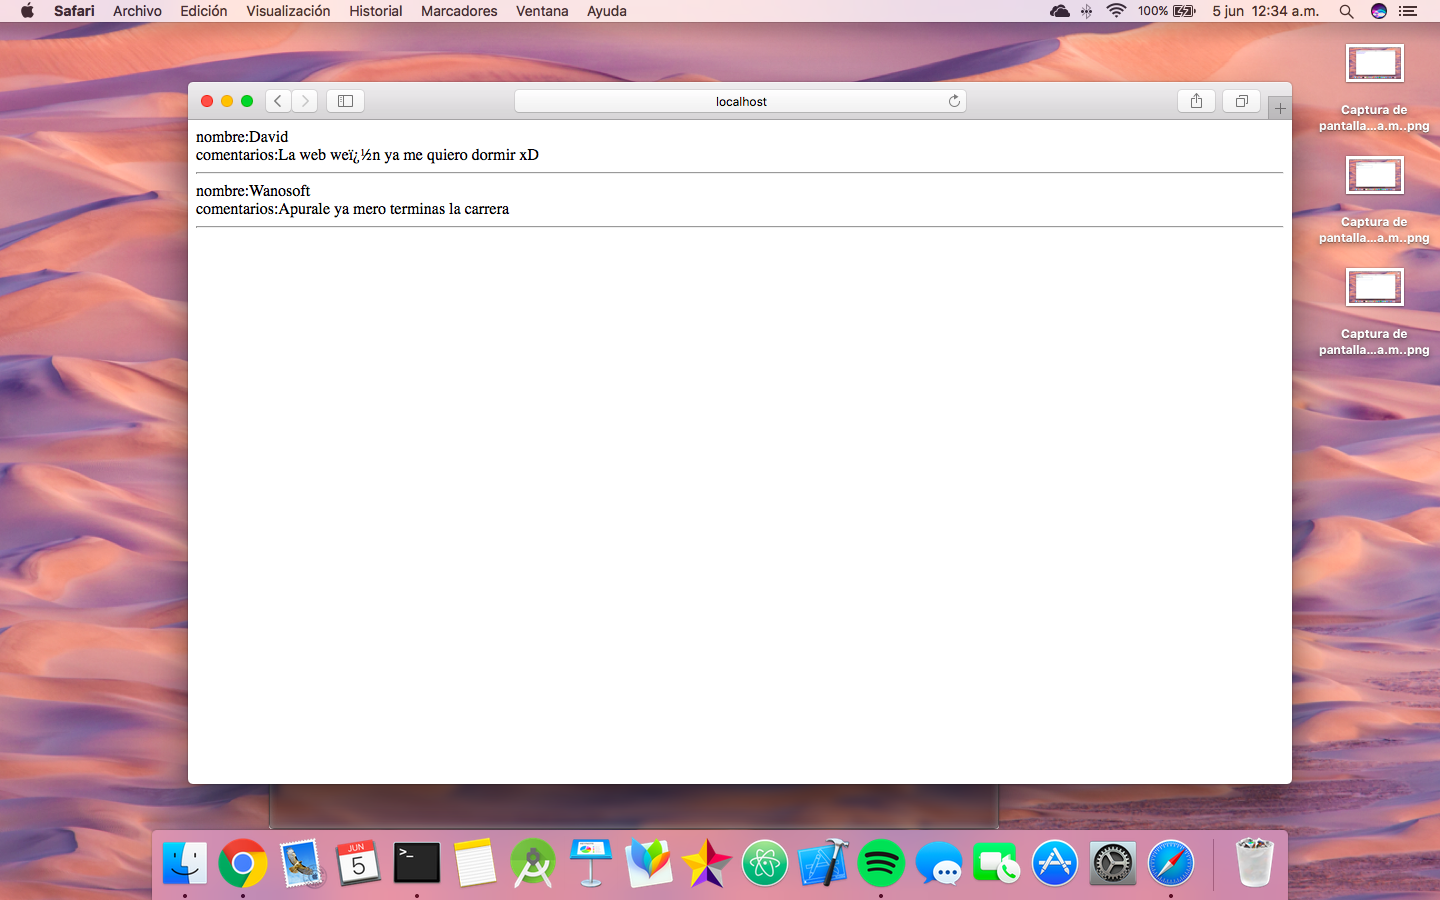 Safari Archivo Edición Visualización Historial Marcadores Ventana Ayuda 100% 5 jun 12:34 a.m.
localhost
nombre:David
comentarios:La web weï¿½n ya me quiero dormir xD
nombre:Wanosoft
comentarios:Apurale ya mero terminas la carrera
Captura de
pantalla...a.m..png
Captura de
pantalla...a.m..png
Captura de
pantalla...a.m..png
JUN
5
>_